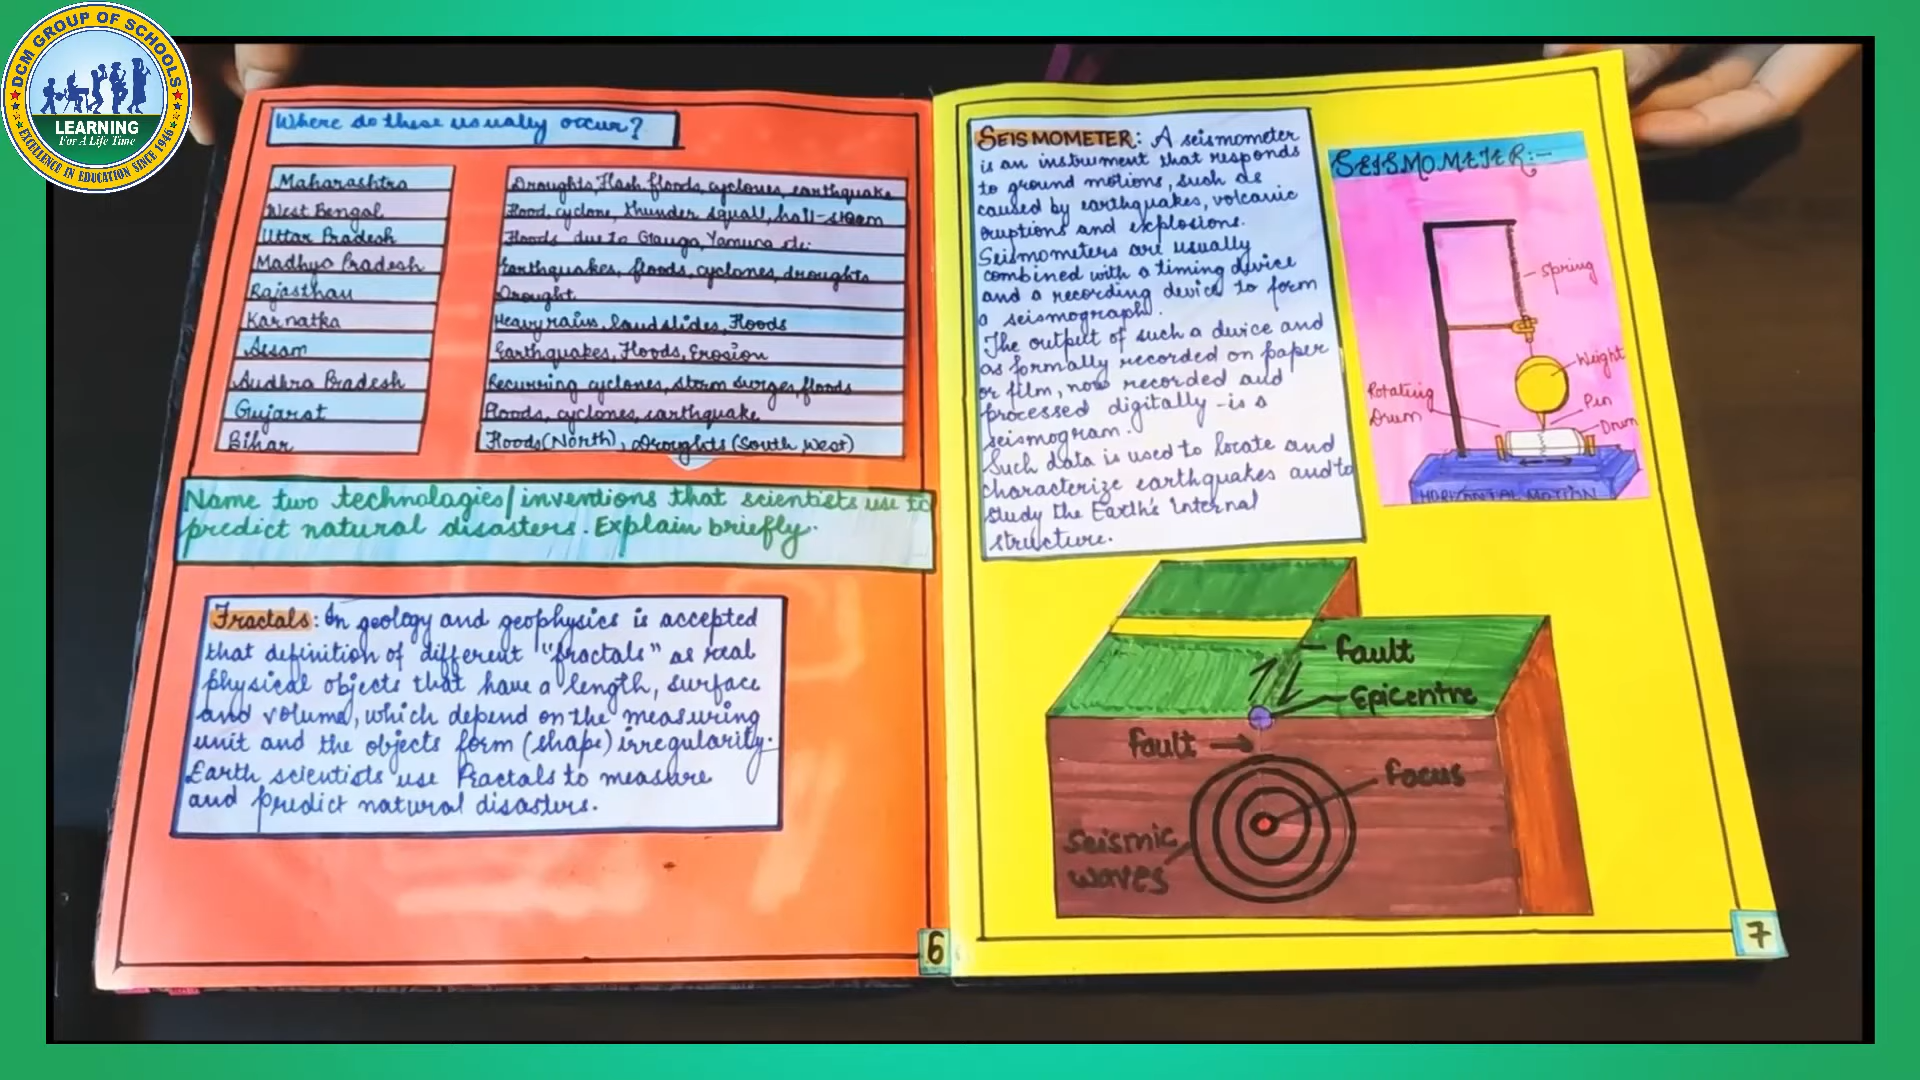 DCM GROUP OF SCHOOLS
LEARNING
For A Life Time
EXCELLENCE IN EDUCATION SINCE 1946
Where do these usually occur?
Maharashtra Droughts, Flash floods, cyclones, earthquake
West Bengal Flood, cyclone, thunder squall, hail-storm
Uttar Pradesh Floods due to Ganga, Yamuna etc.
Madhya Pradesh Earthquakes, floods, cyclones, droughts
Rajasthan Drought
Karnatka Heavy rains, landslides, Floods
Assam Earthquakes, Floods, Erosion
Andhra Pradesh Recurring cyclones, storm surges, floods
Gujarat Floods, cyclones, earthquake
Bihar Floods (North), Droughts (South, West)
Name two technologies/inventions that scientists use to
predict natural disasters. Explain briefly.
Fractals: In geology and geophysics is accepted
that definition of different "fractals" as real
physical objects that have a length, surface
and volume, which depend on the measuring
unit and the objects form (shape) irregularity.
Earth scientists use Fractals to measure
and predict natural disasters.
6
SEISMOMETER: A seismometer
is an instrument that responds
to ground motions, such as
caused by earthquakes, volcanic
eruptions and explosions.
Seismometers are usually
combined with a timing device
and a recording device to form
a seismograph.
The output of such a device and
as formally recorded on paper
or film, now recorded and
processed digitally - is a
seismogram.
Such data is used to locate and
characterize earthquakes and to
study the Earth's internal
structure.
SEISMOMETER:-
Spring
Weight
Rotating
Drum
Pen
Drum
HORIZONTAL MOTION
Fault
Epicentre
Fault
Focus
Seismic
waves
7